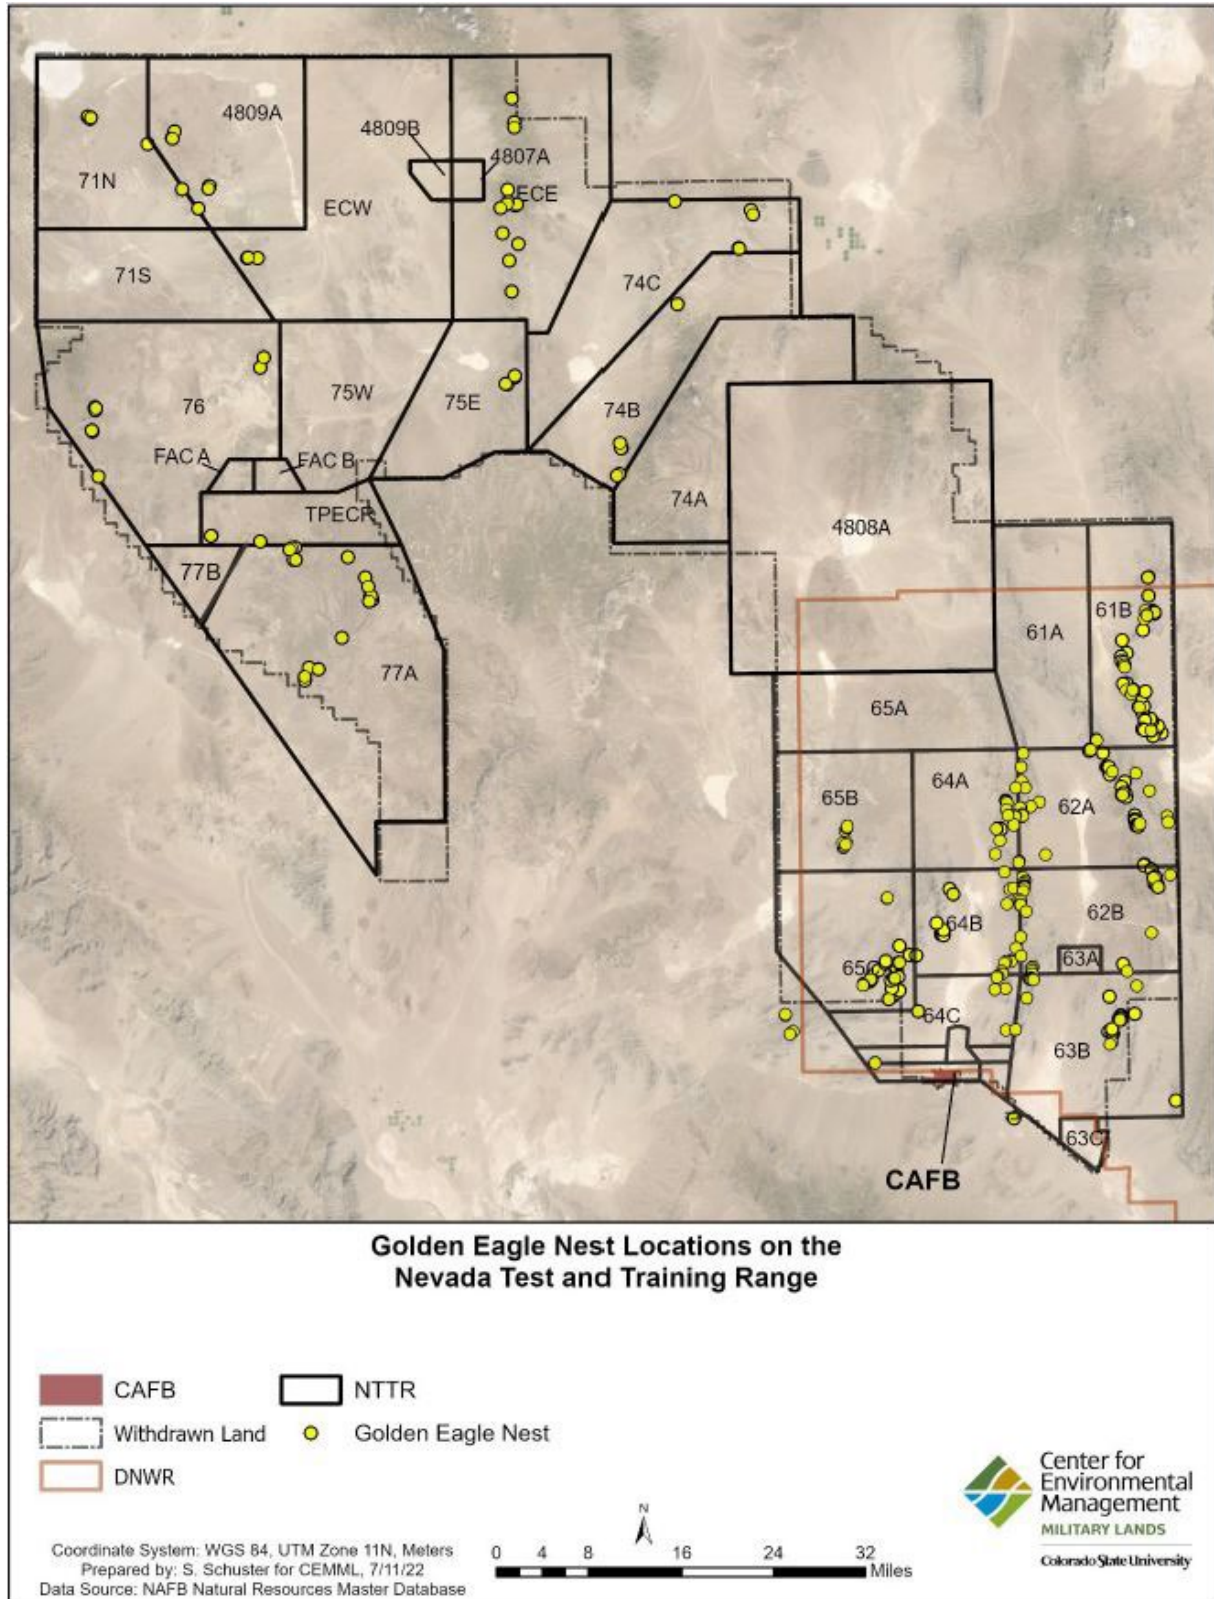 4809A
4809B
4807A
71N
ECW
ECE
71S
74C
76
75W
75E
74B
FAC A
FAC B
74A
TPECR
4808A
77B
61B
61A
77A
65A
65B
64A
62A
64B
62B
65C
63A
64C
63B
63C
CAFB
Golden Eagle Nest Locations on the
Nevada Test and Training Range
CAFB
NTTR
Withdrawn Land
Golden Eagle Nest
DNWR
Center for
Environmental
Management
MILITARY LANDS
Colorado State University
N
Coordinate System: WGS 84, UTM Zone 11N, Meters
Prepared by: S. Schuster for CEMML, 7/11/22
Data Source: NAFB Natural Resources Master Database
0 4 8 16 24 32
Miles